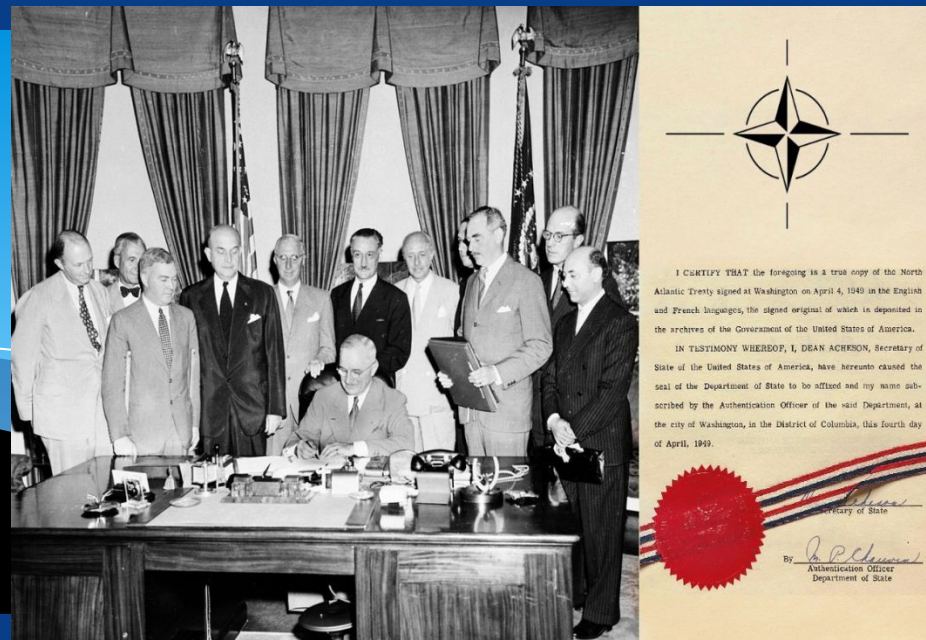 I CERTIFY THAT the foregoing is a true copy of the North
Atlantic Treaty signed at Washington on April 4, 1949 in the English
and French languages, the signed original of which is deposited in
the archives of the Government of the United States of America.
IN TESTIMONY WHEREOF, I, DEAN ACHESON, Secretary of
State of the United States of America, have hereunto caused the
seal of the Department of State to be affixed and my name sub-
scribed by the Authentication Officer of the said Department, at
the city of Washington, in the District of Columbia, this fourth day
of April, 1949.
Secretary of State
By M. P. Chauvin
Authentication Officer
Department of State